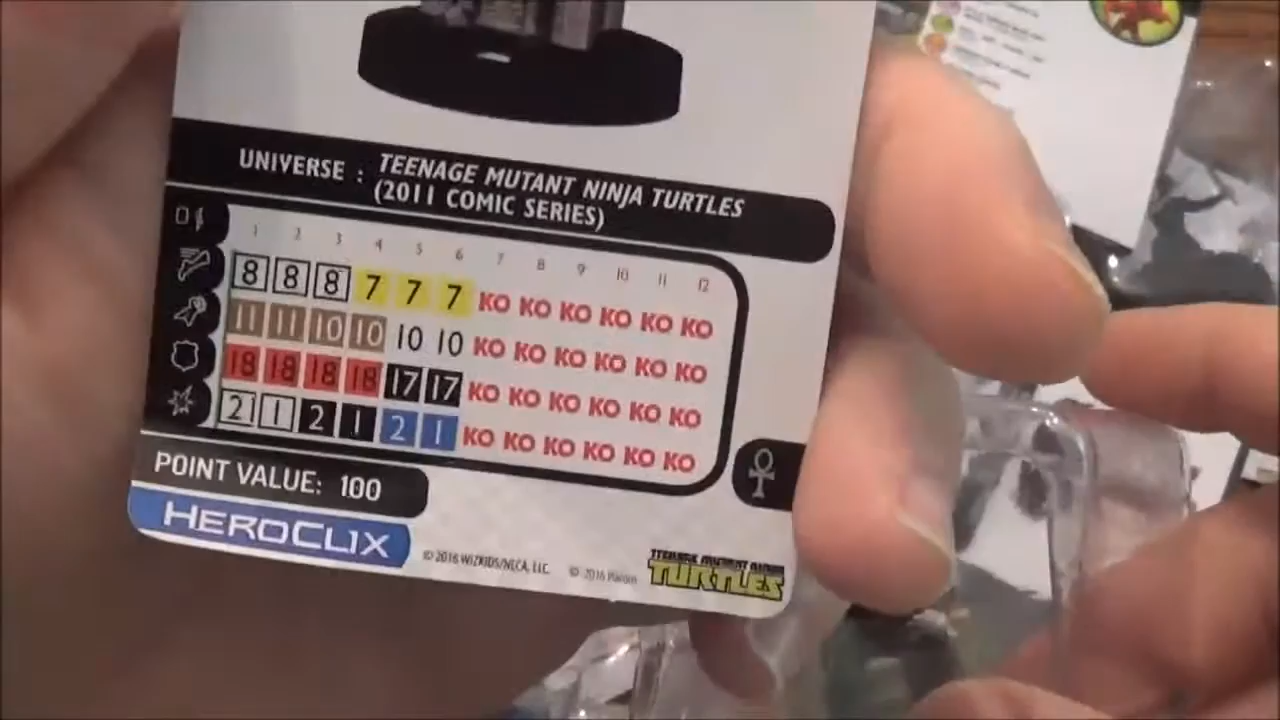 UNIVERSE : TEENAGE MUTANT NINJA TURTLES
(2011 COMIC SERIES)
1 2 3 4 5 6 7 8 9 10 11 12
8 8 8 7 7 7 KO KO KO KO KO KO
11 11 10 10 10 10 KO KO KO KO KO KO
18 18 18 18 17 17 KO KO KO KO KO KO
2 1 2 1 2 1 KO KO KO KO KO KO
POINT VALUE: 100
HEROCLIX
© 2016 WIZKIDS/NECA, LLC. © 2016 Viacom
TEENAGE MUTANT NINJA
TURTLES